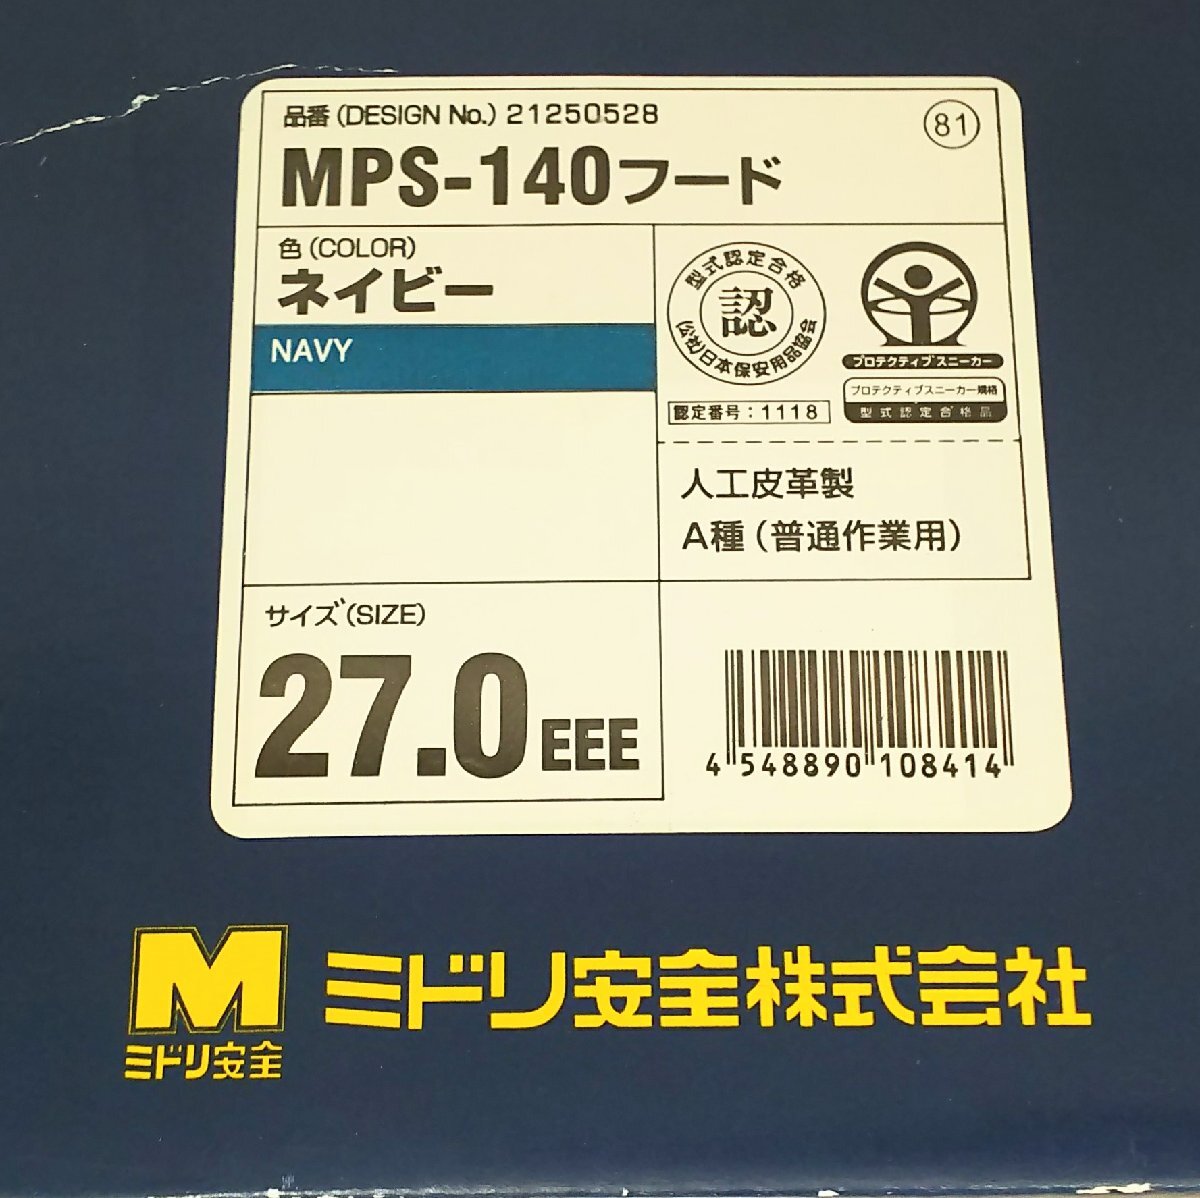 品番(DESIGN No.) 21250528
81
MPS-140フード
色(COLOR)
ネイビー
NAVY
型式認定合格
認
(公社)日本保安用品協会
認定番号:1118
プロテクティブスニーカー
プロテクティブスニーカー規格
型式認定合格品
人工皮革製
A種(普通作業用)
サイズ(SIZE)
27.0 EEE
4 548890 108414
M
ミドリ安全
ミドリ安全株式会社